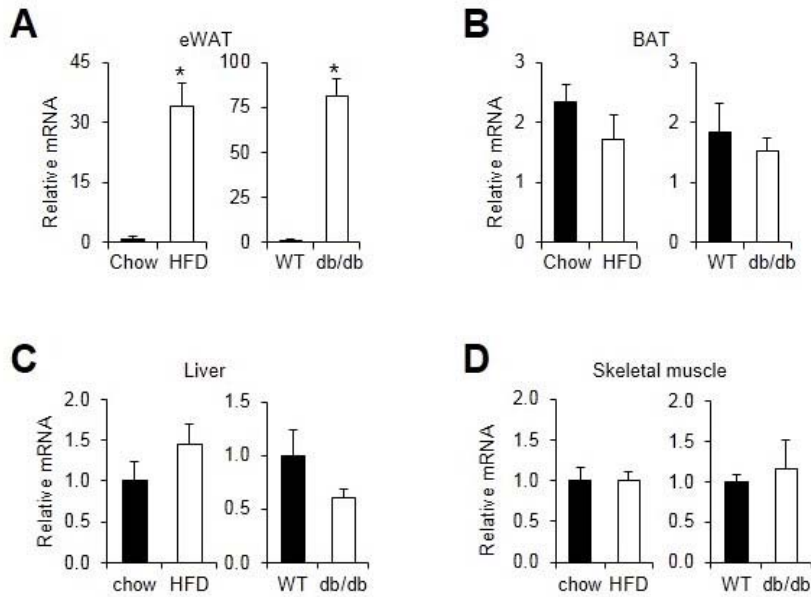 A
eWAT
Relative mRNA
45
30
15
0
*
Chow HFD
100
75
50
25
0
*
WT db/db
B
BAT
3
2
1
0
Chow HFD
3
2
1
0
WT db/db
C
Liver
Relative mRNA
2.0
1.5
1.0
0.5
0.0
chow HFD
1.5
1.0
0.5
0.0
WT db/db
D
Skeletal muscle
Relative mRNA
2.0
1.5
1.0
0.5
0.0
chow HFD
2.0
1.5
1.0
0.5
0.0
WT db/db